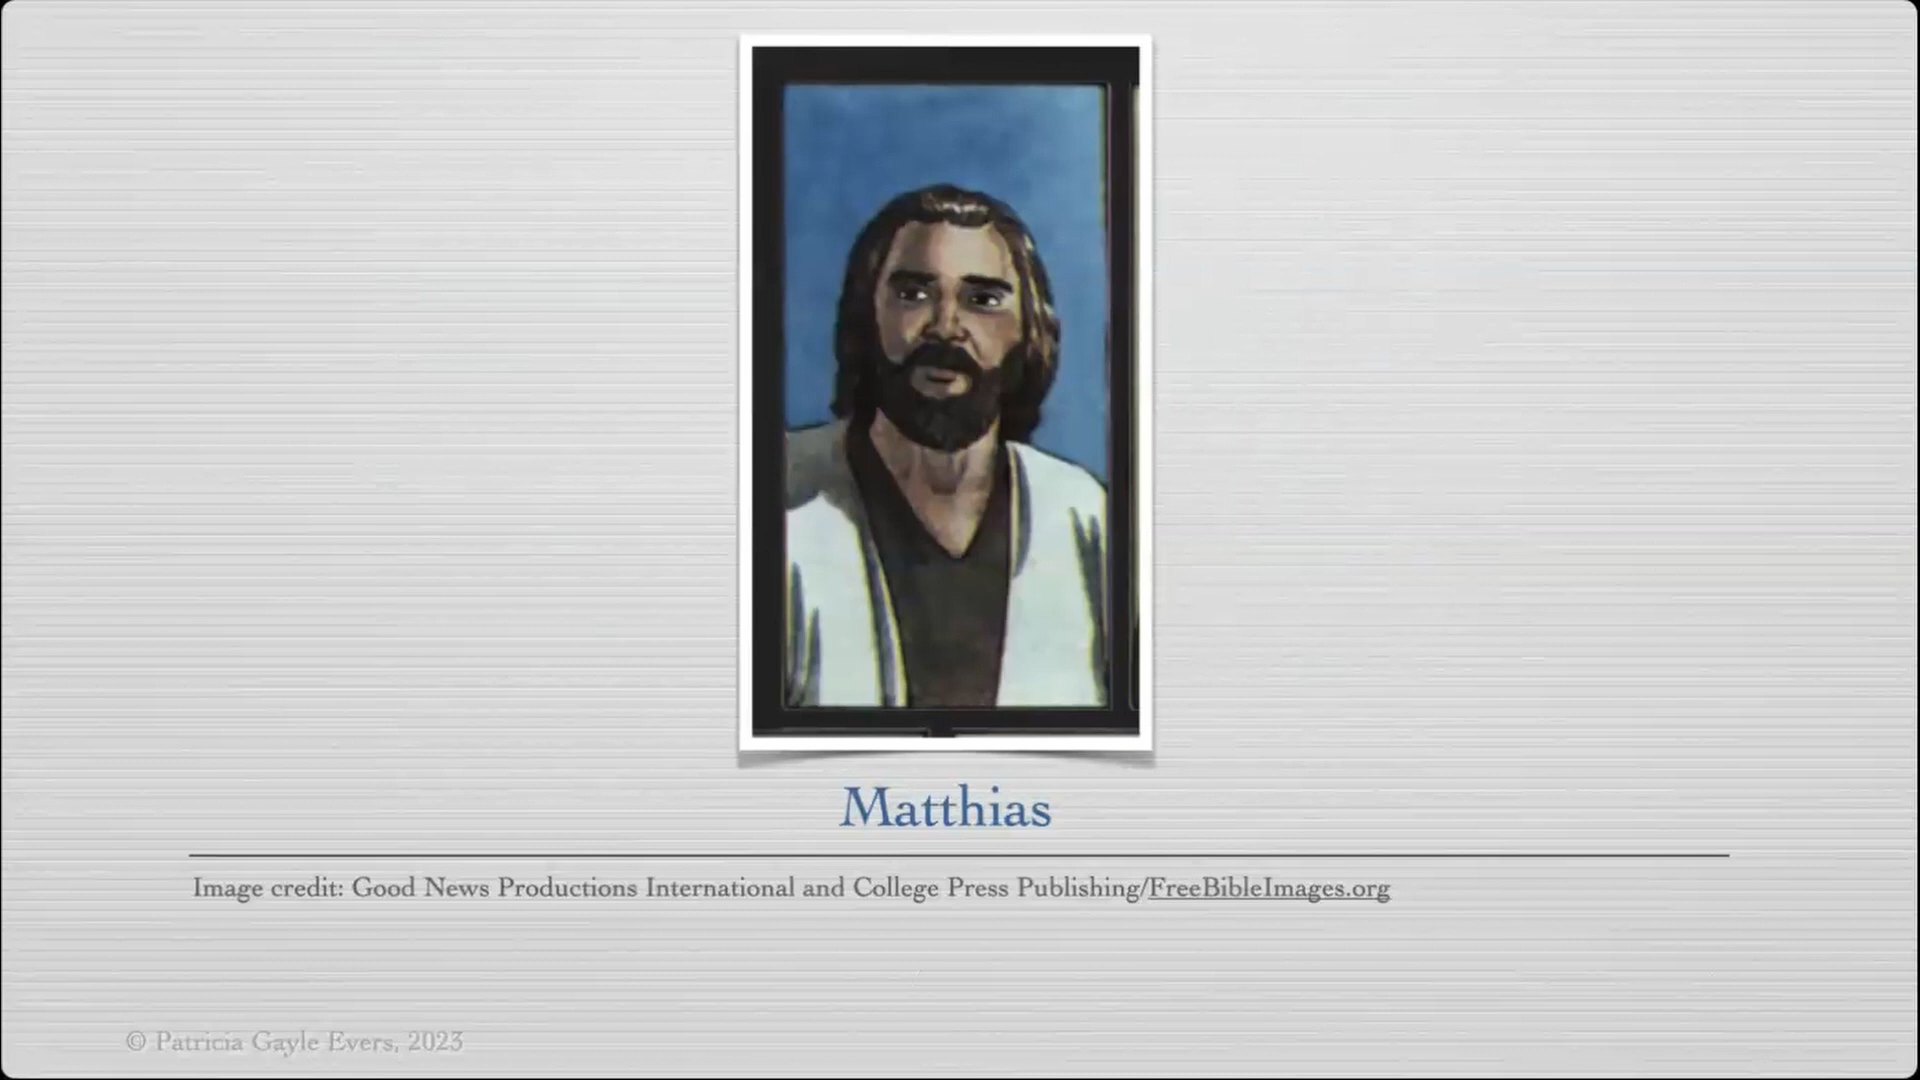 Matthias
Image credit: Good News Productions International and College Press Publishing/FreeBibleImages.org
© Patricia Gayle Evers, 2023